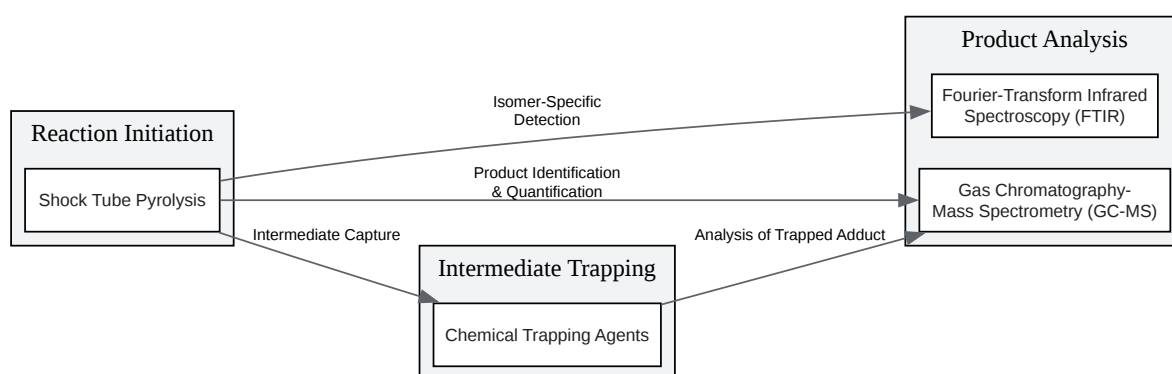 Reaction Initiation
Shock Tube Pyrolysis
Isomer-Specific
Detection
Product Identification
& Quantification
Intermediate Capture
Intermediate Trapping
Chemical Trapping Agents
Analysis of Trapped Adduct
Product Analysis
Fourier-Transform Infrared
Spectroscopy (FTIR)
Gas Chromatography-
Mass Spectrometry (GC-MS)